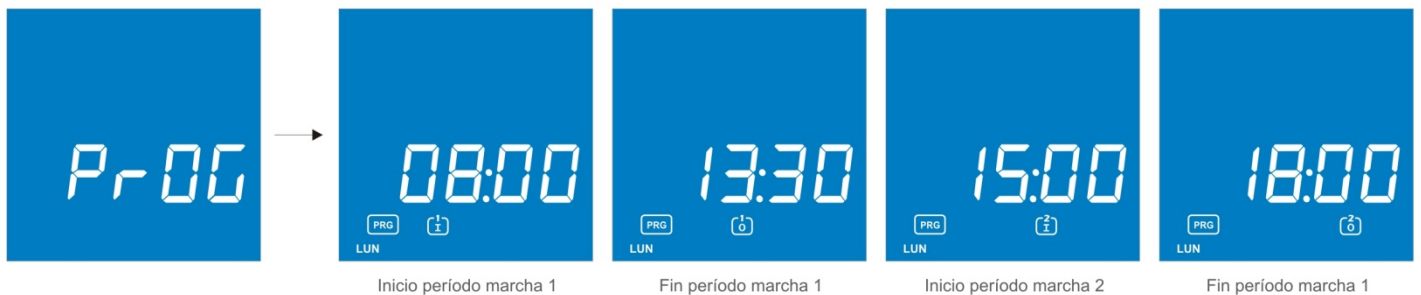 PrOG
08:00
PRG 1 I
LUN
Inicio período marcha 1
13:30
PRG 1 O
LUN
Fin período marcha 1
15:00
PRG 2 I
LUN
Inicio período marcha 2
18:00
PRG 2 O
LUN
Fin período marcha 1